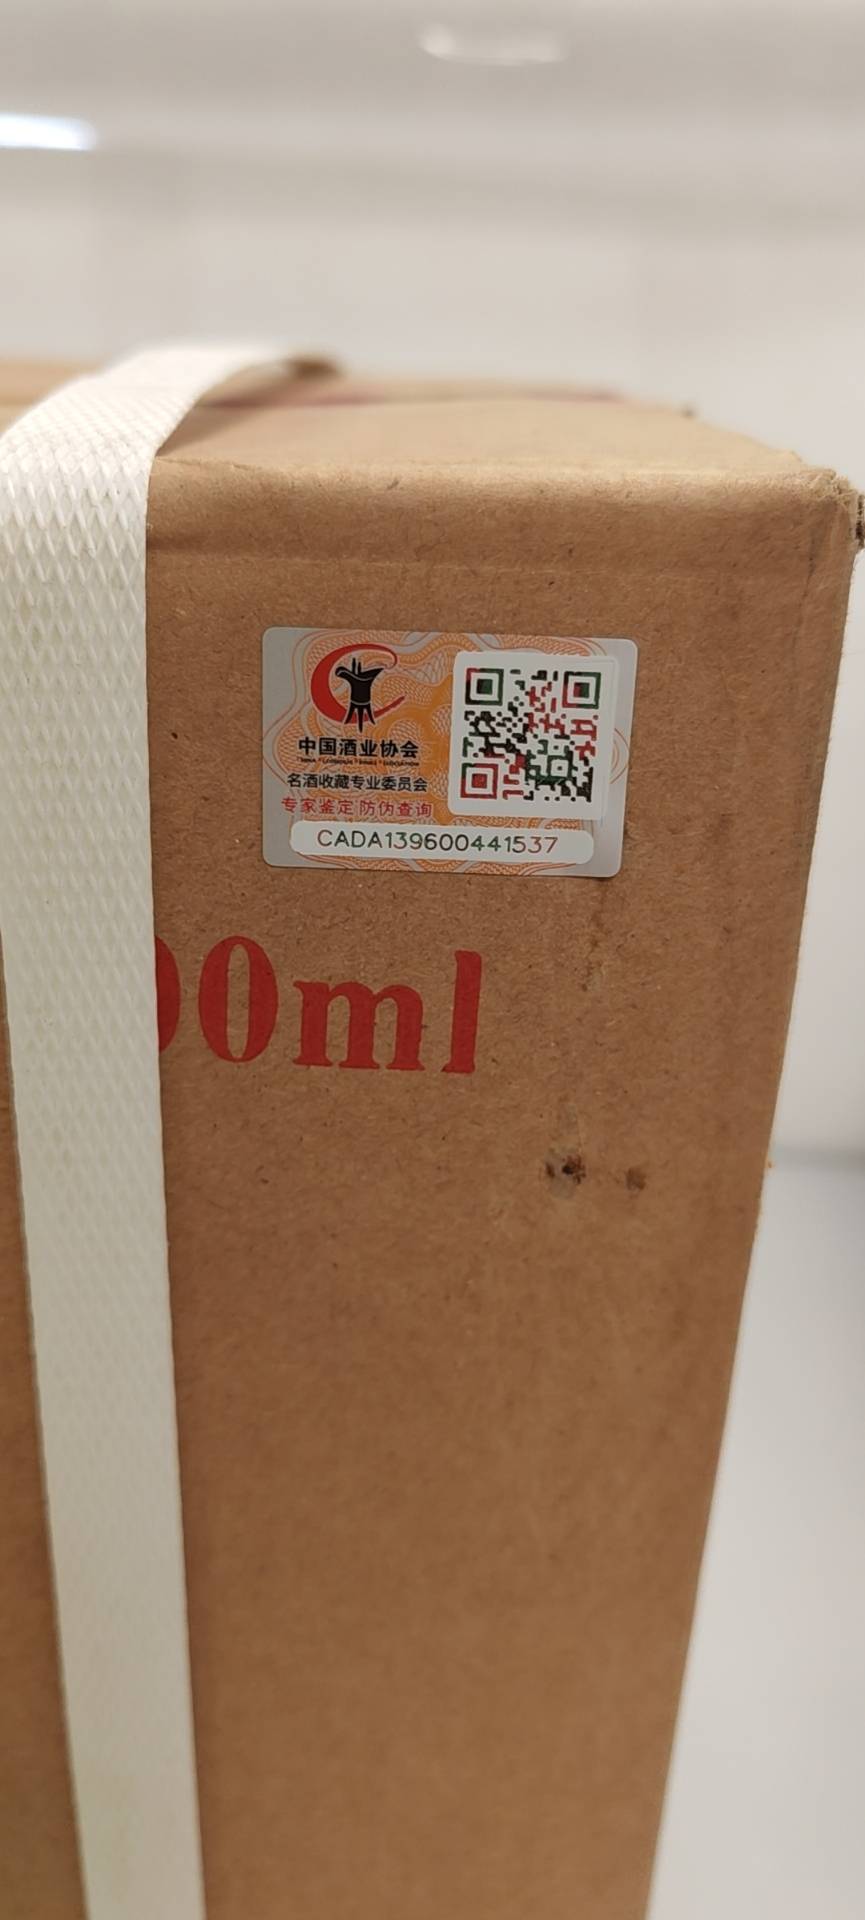 中国酒业协会
名酒收藏专业委员会
专家鉴定 防伪查询
CADA139600441537
00ml